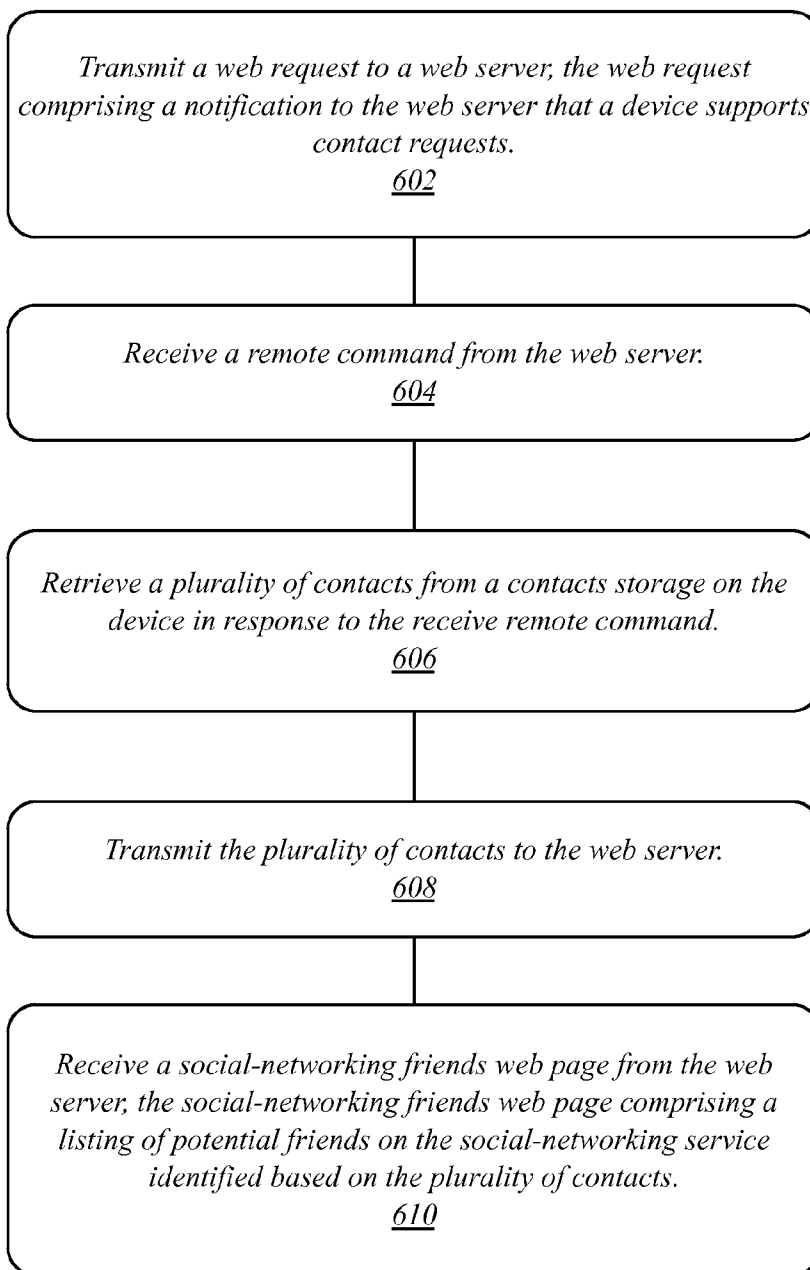 Transmit a web request to a web server, the web request
comprising a notification to the web server that a device supports
contact requests.
602
Receive a remote command from the web server.
604
Retrieve a plurality of contacts from a contacts storage on the
device in response to the receive remote command.
606
Transmit the plurality of contacts to the web server.
608
Receive a social-networking friends web page from the web
server, the social-networking friends web page comprising a
listing of potential friends on the social-networking service
identified based on the plurality of contacts.
610